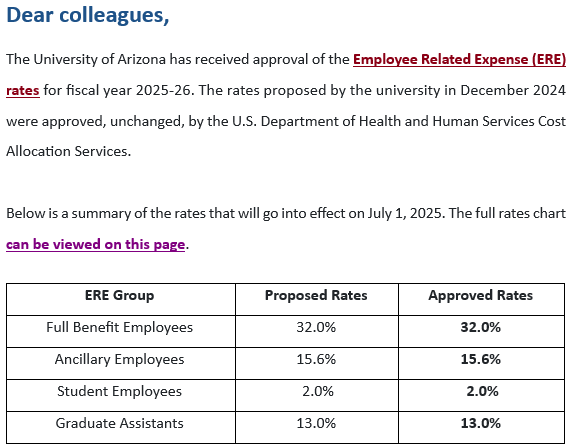 Dear colleagues,
The University of Arizona has received approval of the Employee Related Expense (ERE)
rates for fiscal year 2025-26. The rates proposed by the university in December 2024
were approved, unchanged, by the U.S. Department of Health and Human Services Cost
Allocation Services.
Below is a summary of the rates that will go into effect on July 1, 2025. The full rates chart
can be viewed on this page.
ERE Group Proposed Rates Approved Rates
Full Benefit Employees 32.0% 32.0%
Ancillary Employees 15.6% 15.6%
Student Employees 2.0% 2.0%
Graduate Assistants 13.0% 13.0%